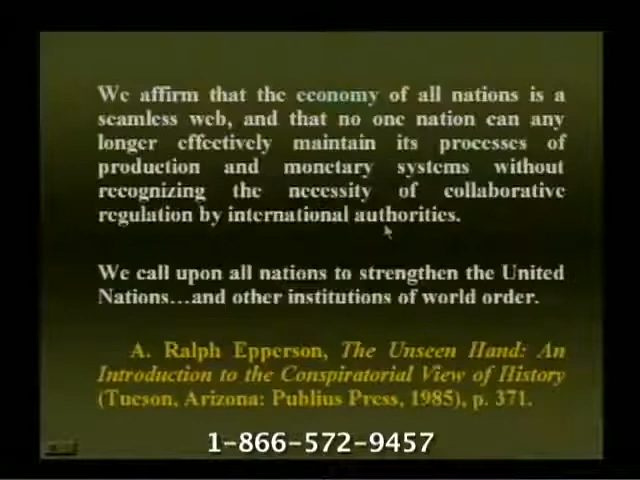 We affirm that the economy of all nations is a
seamless web, and that no one nation can any
longer effectively maintain its processes of
production and monetary systems without
recognizing the necessity of collaborative
regulation by international authorities.
We call upon all nations to strengthen the United
Nations...and other institutions of world order.
A. Ralph Epperson, The Unseen Hand: An
Introduction to the Conspiratorial View of History
(Tucson, Arizona: Publius Press, 1985), p. 371.
1-866-572-9457